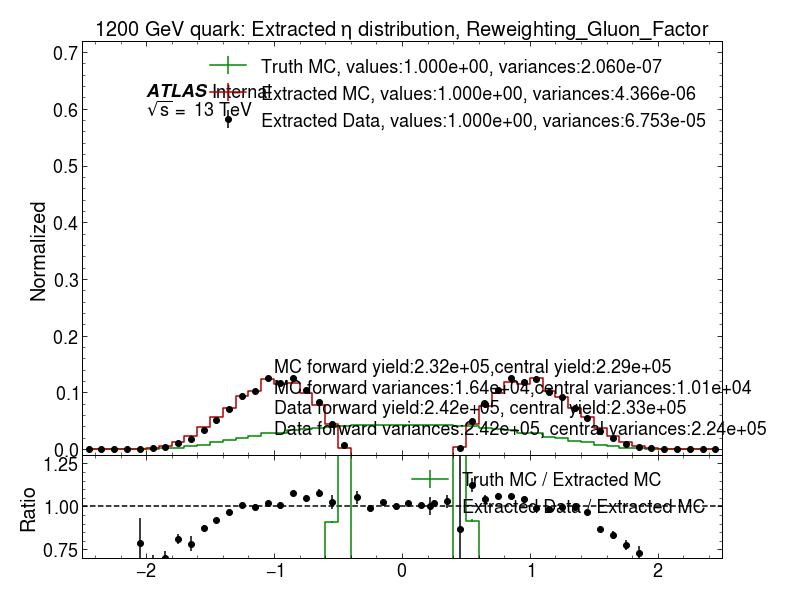 1200 GeV quark: Extracted η distribution, Reweighting_Gluon_Factor
Truth MC, values:1.000e+00, variances:2.060e-07
ATLAS Internal
Extracted MC, values:1.000e+00, variances:4.366e-06
√s = 13 TeV
Extracted Data, values:1.000e+00, variances:6.753e-05
Normalized
0.7
0.6
0.5
0.4
0.3
0.2
0.1
0.0
MC forward yield:2.32e+05,central yield:2.29e+05
MC forward variances:1.64e+04,central variances:1.01e+04
Data forward yield:2.42e+05, central yield:2.33e+05
Data forward variances:2.42e+05, central variances:2.24e+05
Ratio
1.25
1.00
0.75
Truth MC / Extracted MC
Extracted Data / Extracted MC
−2 −1 0 1 2